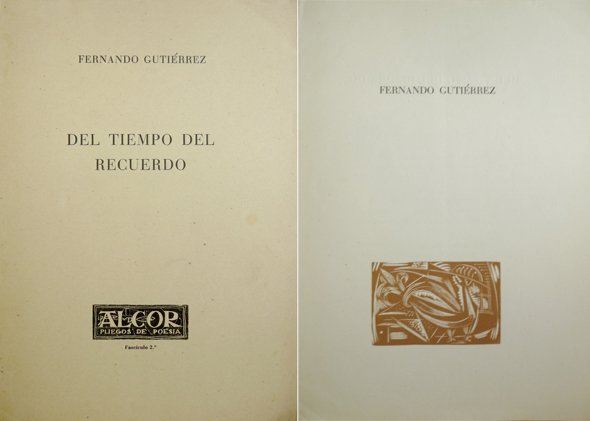 FERNANDO GUTIÉRREZ
DEL TIEMPO DEL
RECUERDO
ALCOR
PLIEGOS DE POESIA
Fascículo 2.º
FERNANDO GUTIÉRREZ